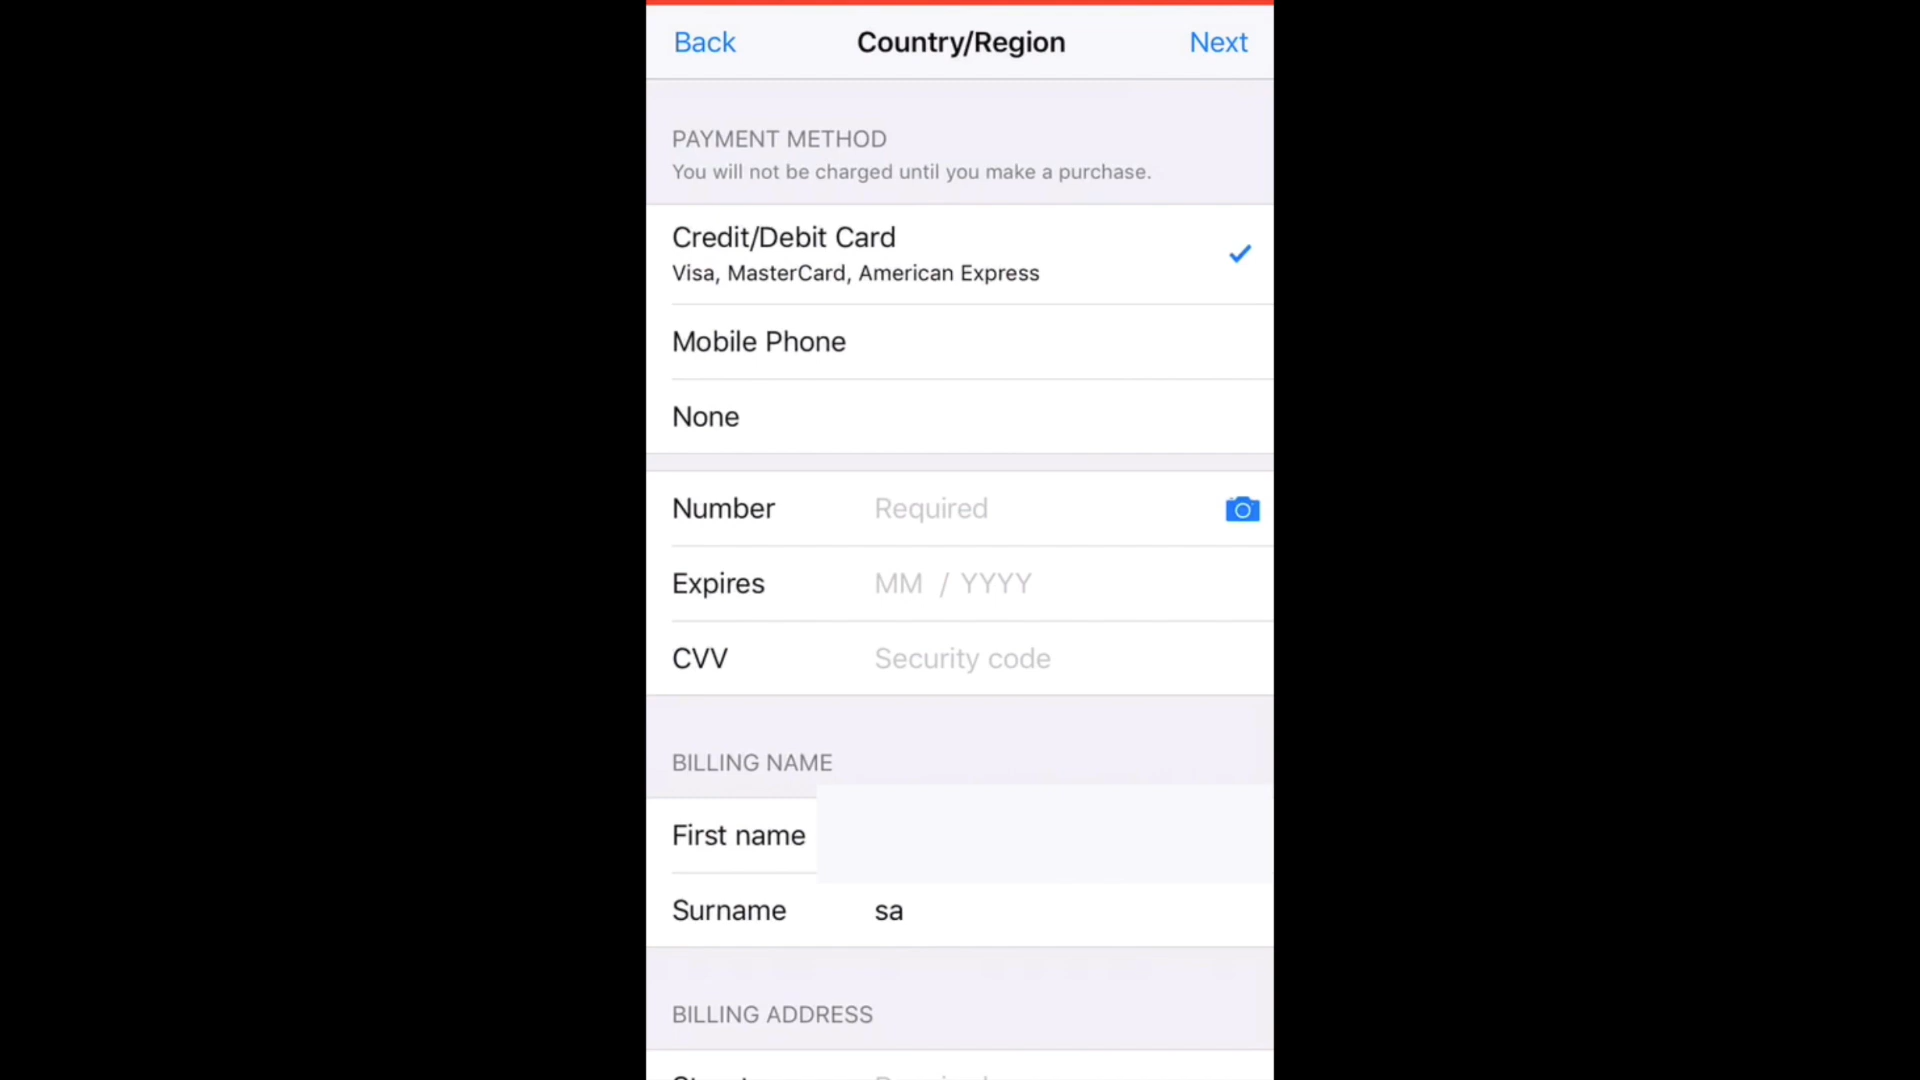 Back Country/Region Next
PAYMENT METHOD
You will not be charged until you make a purchase.
Credit/Debit Card
Visa, MasterCard, American Express
Mobile Phone
None
Number Required
Expires MM / YYYY
CVV Security code
BILLING NAME
First name
Surname sa
BILLING ADDRESS